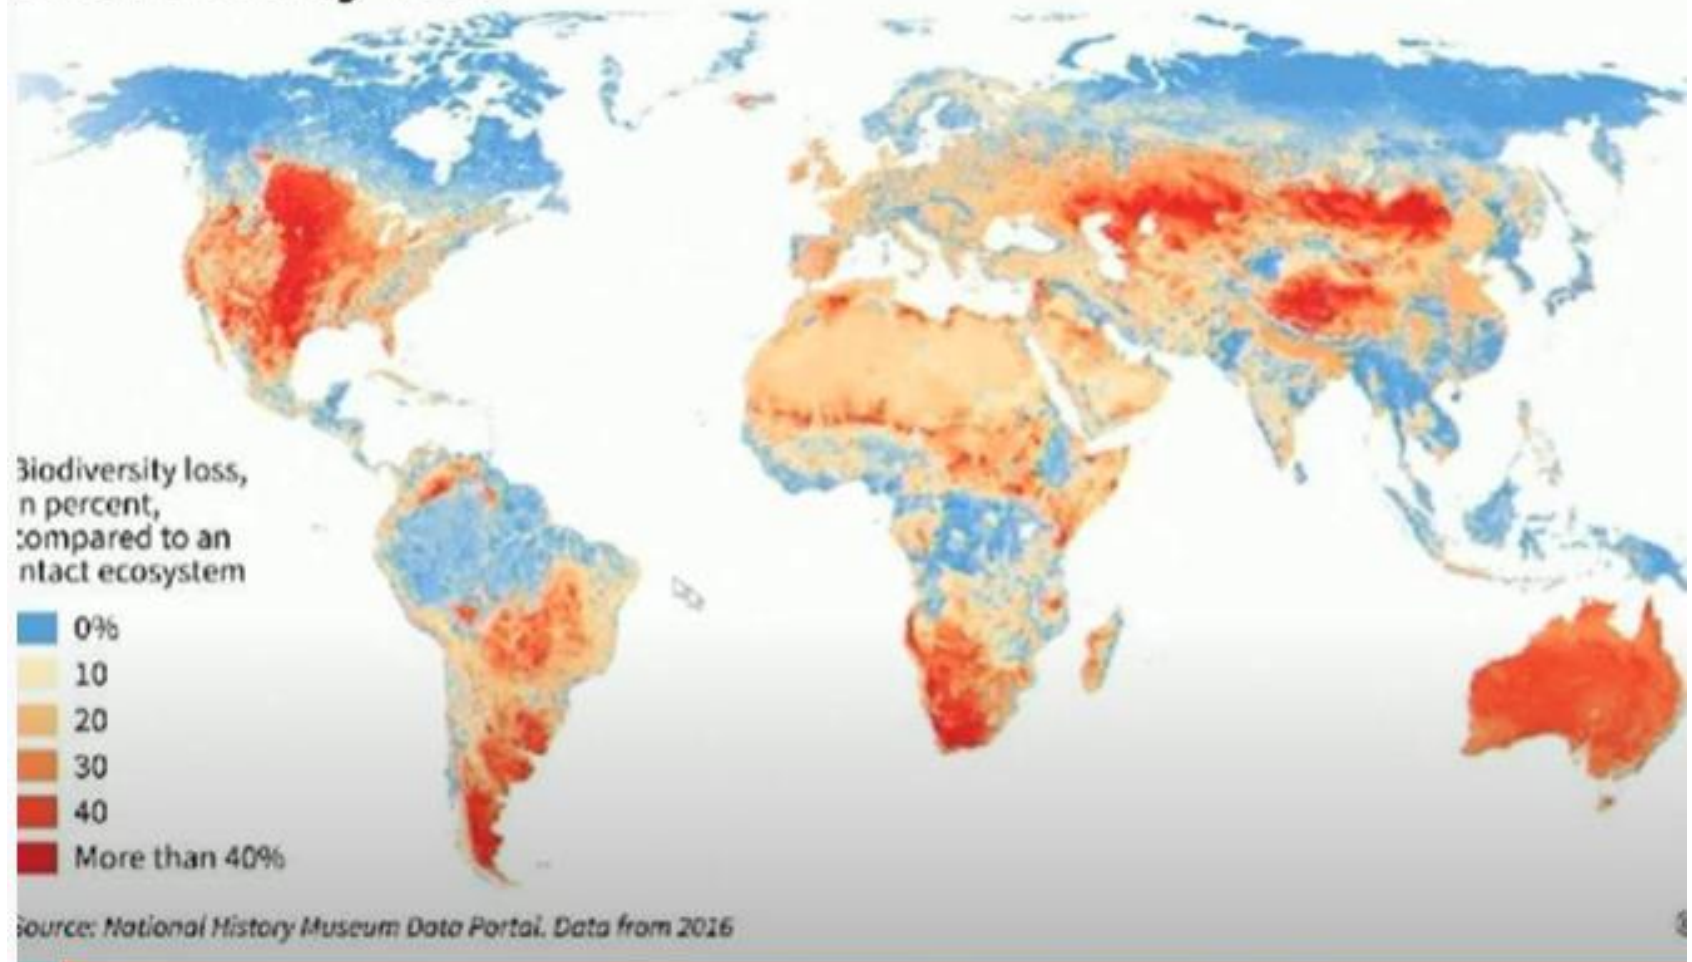 Biodiversity loss,
n percent,
compared to an
ntact ecosystem
0%
10
20
30
40
More than 40%
Source: National History Museum Data Portal. Data from 2016